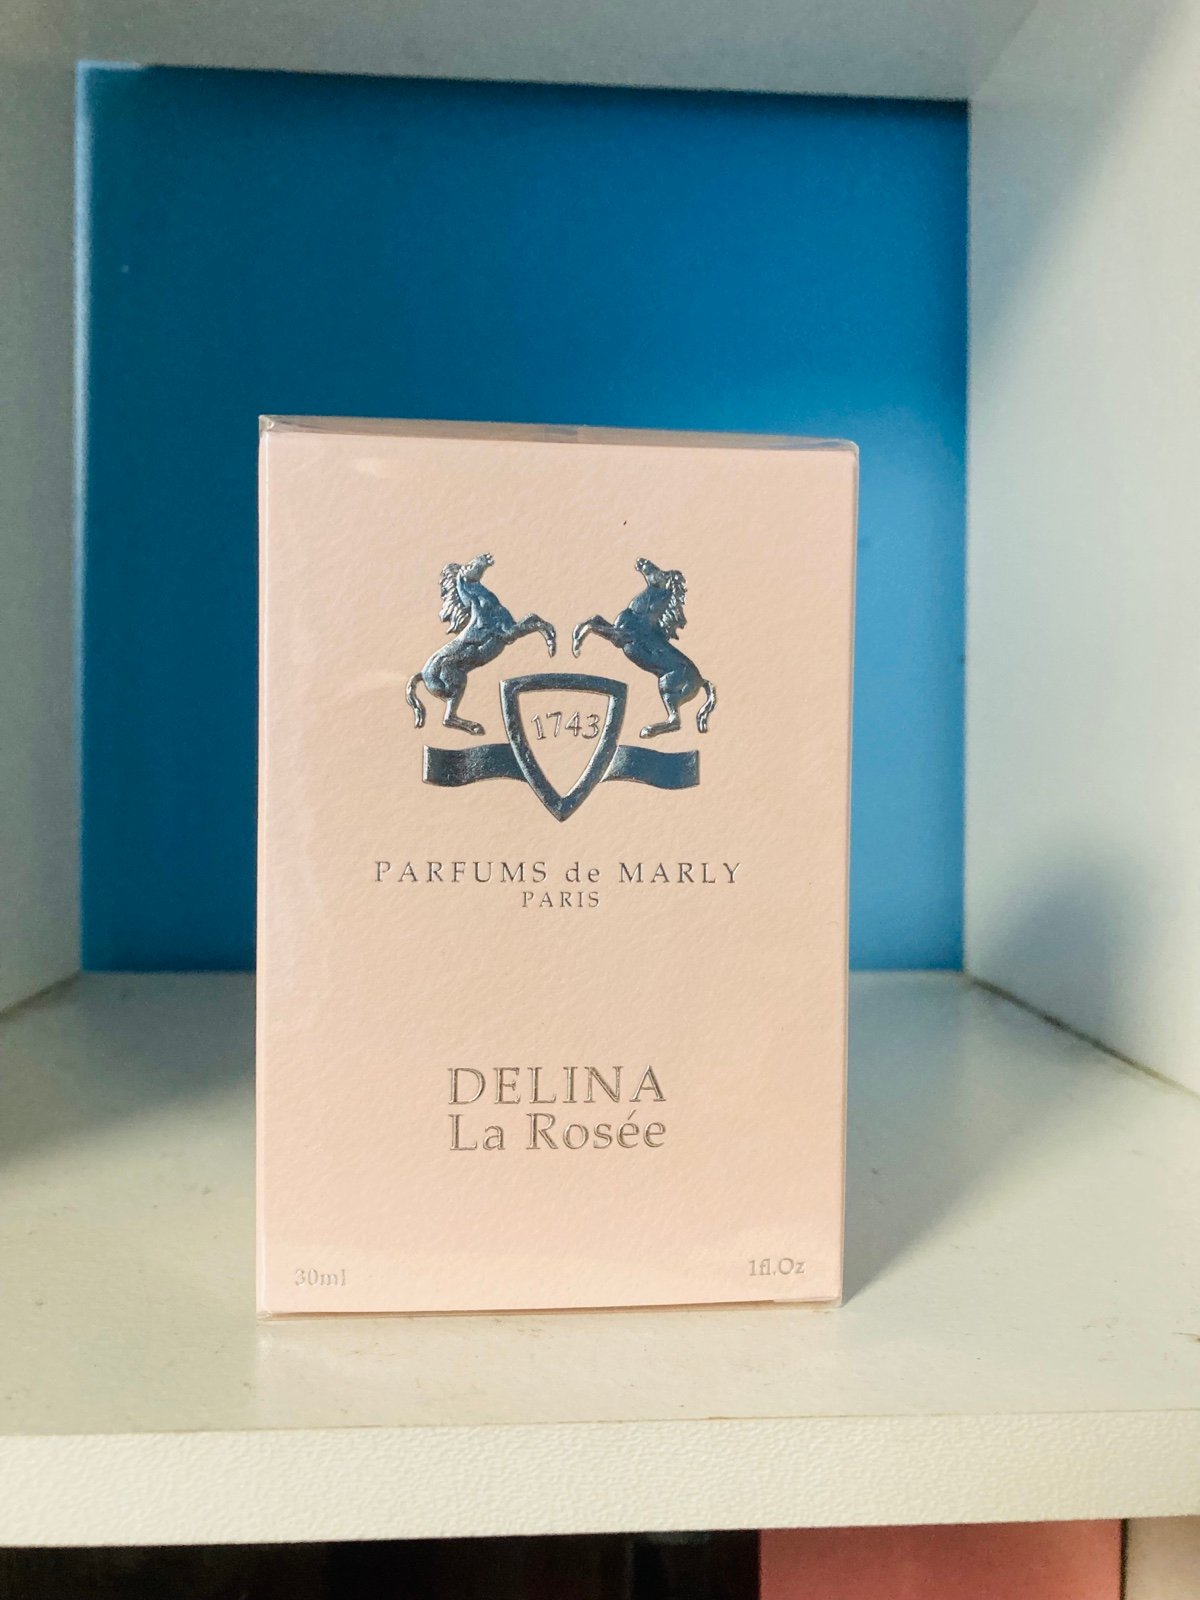 1743
PARFUMS de MARLY
PARIS
DELINA
La Rosée
30ml
1fl.Oz